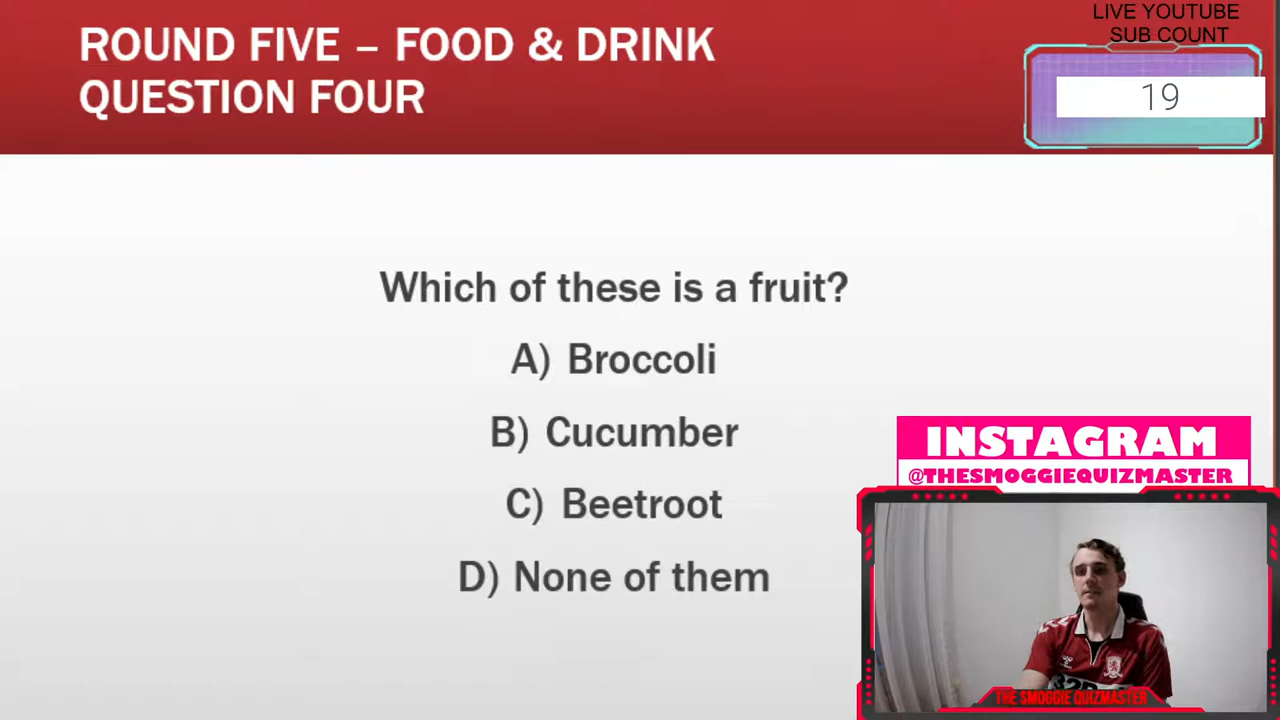 ROUND FIVE – FOOD & DRINK
QUESTION FOUR
LIVE YOUTUBE
SUB COUNT
19
Which of these is a fruit?
A) Broccoli
B) Cucumber
C) Beetroot
D) None of them
INSTAGRAM
@THESMOGGIEQUIZMASTER
THE SMOGGIE QUIZMASTER